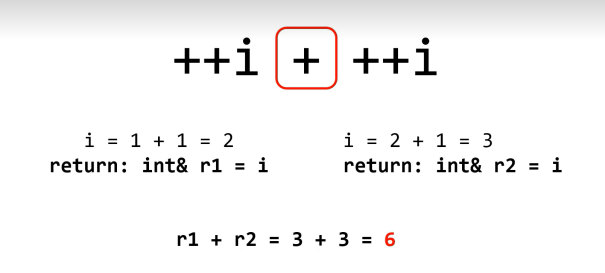 ++i + ++i
i = 1 + 1 = 2
return: int& r1 = i
i = 2 + 1 = 3
return: int& r2 = i
r1 + r2 = 3 + 3 = 6